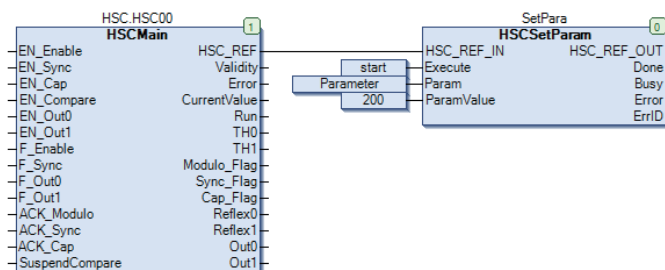 HSC.HSC00
1
HSCMain
EN_Enable HSC_REF
EN_Sync Validity
EN_Cap Error
EN_Compare CurrentValue
EN_Out0 Run
EN_Out1 TH0
F_Enable TH1
F_Sync Modulo_Flag
F_Out0 Sync_Flag
F_Out1 Cap_Flag
ACK_Modulo Reflex0
ACK_Sync Reflex1
ACK_Cap Out0
SuspendCompare Out1
SetPara
0
HSCSetParam
HSC_REF_IN HSC_REF_OUT
start Execute Done
Parameter Param Busy
200 ParamValue Error
ErrID